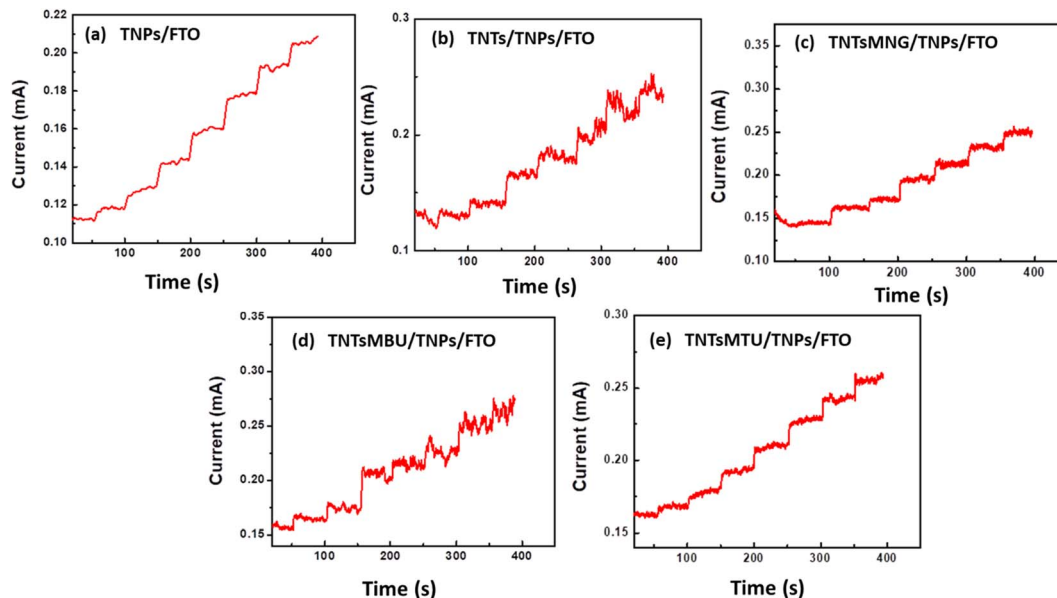 (a) TNPs/FTO
0.22
0.20
0.18
0.16
0.14
0.12
0.10
Current (mA)
100 200 300 400
Time (s)
(b) TNTs/TNPs/FTO
0.3
0.2
0.1
Current (mA)
100 200 300 400
Time (s)
(c) TNTsMNG/TNPs/FTO
0.35
0.30
0.25
0.20
0.15
0.10
Current (mA)
100 200 300 400
Time (s)
(d) TNTsMBU/TNPs/FTO
0.35
0.30
0.25
0.20
0.15
Current (mA)
100 200 300 400
Time (s)
(e) TNTsMTU/TNPs/FTO
0.30
0.25
0.20
0.15
Current (mA)
100 200 300 400
Time (s)